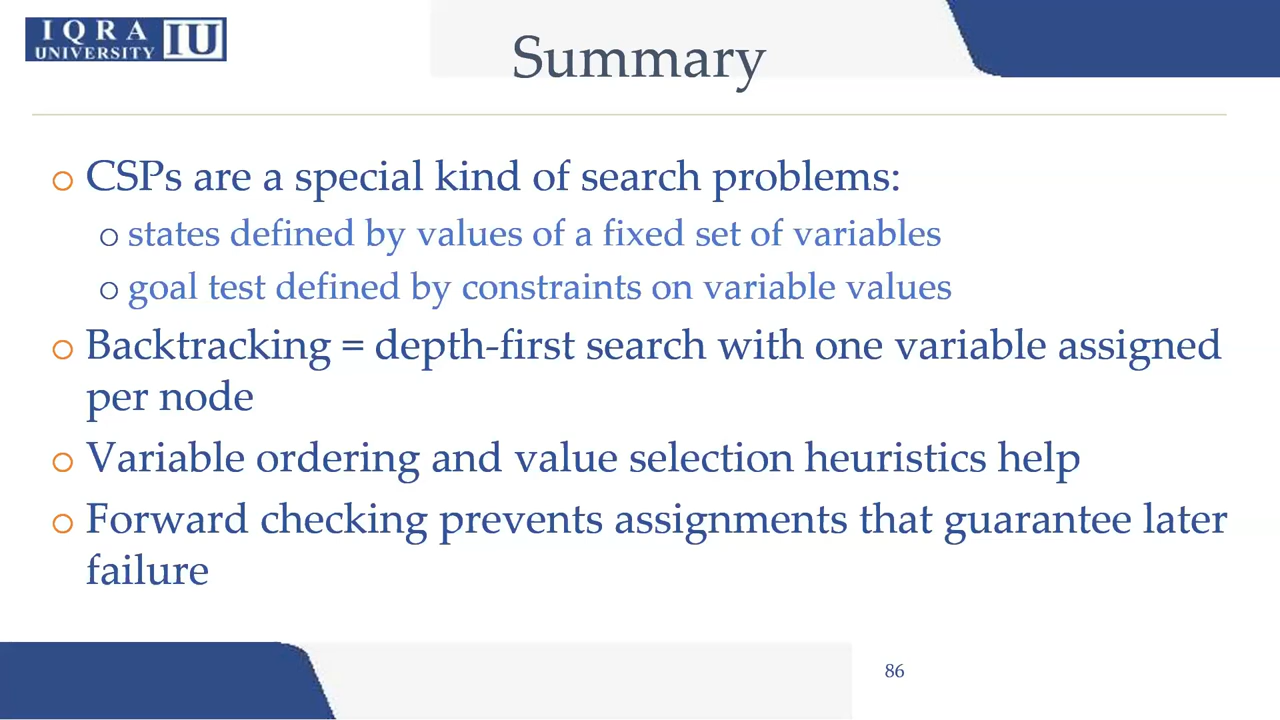 IQRA
UNIVERSITY IU
Summary
o CSPs are a special kind of search problems:
o states defined by values of a fixed set of variables
o goal test defined by constraints on variable values
o Backtracking = depth-first search with one variable assigned
per node
o Variable ordering and value selection heuristics help
o Forward checking prevents assignments that guarantee later
failure
86